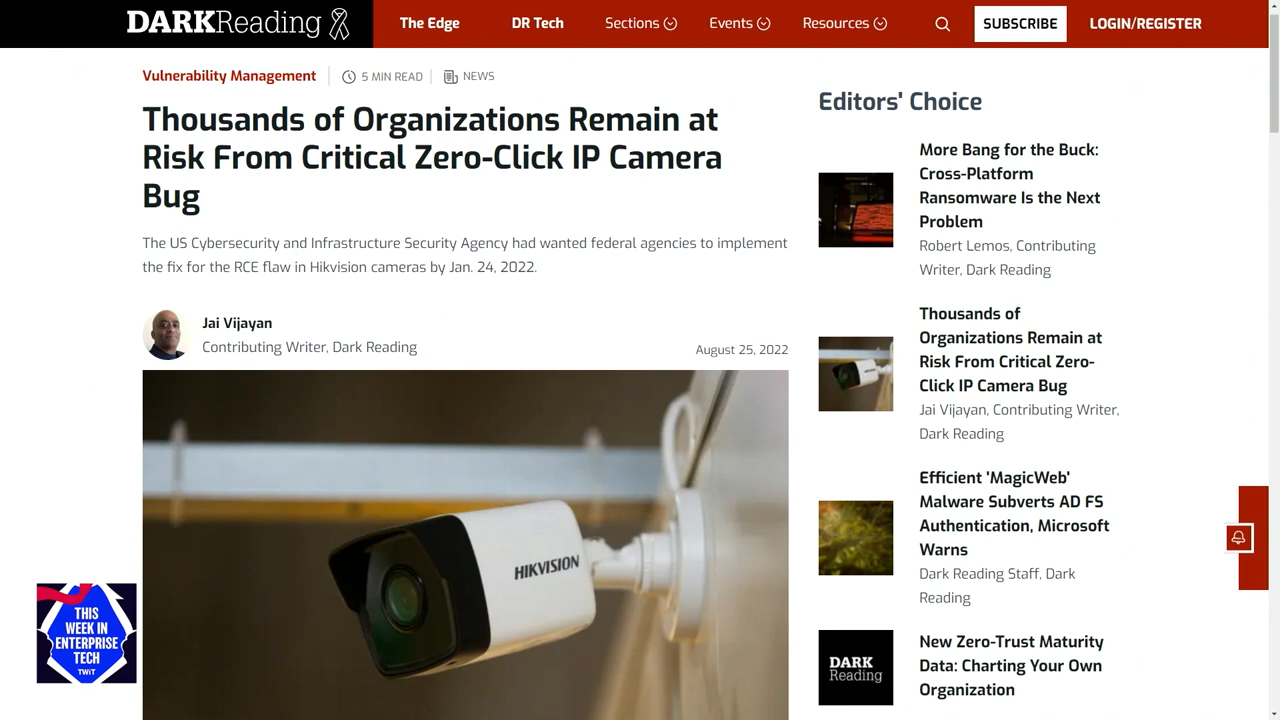 DARKReading
The Edge
DR Tech
Sections
Events
Resources
SUBSCRIBE
LOGIN/REGISTER
Vulnerability Management
5 MIN READ
NEWS
Thousands of Organizations Remain at
Risk From Critical Zero-Click IP Camera
Bug
The US Cybersecurity and Infrastructure Security Agency had wanted federal agencies to implement
the fix for the RCE flaw in Hikvision cameras by Jan. 24, 2022.
Jai Vijayan
Contributing Writer, Dark Reading
August 25, 2022
HIKVISION
THIS
WEEK IN
ENTERPRISE
TECH
TWiT
Editors' Choice
More Bang for the Buck:
Cross-Platform
Ransomware Is the Next
Problem
Robert Lemos, Contributing
Writer, Dark Reading
Thousands of
Organizations Remain at
Risk From Critical Zero-
Click IP Camera Bug
Jai Vijayan, Contributing Writer,
Dark Reading
Efficient 'MagicWeb'
Malware Subverts AD FS
Authentication, Microsoft
Warns
Dark Reading Staff, Dark
Reading
DARK
Reading
New Zero-Trust Maturity
Data: Charting Your Own
Organization